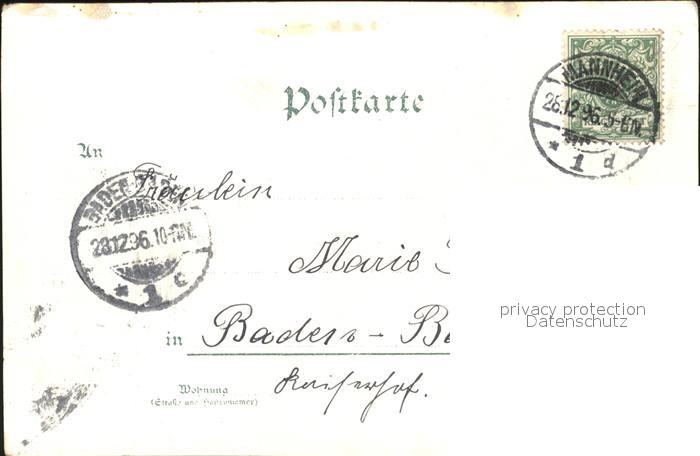 Postkarte
MANNHEIM
28.12.96.5-6N.
* 1 d
An
Fräulein
BADEN-BADEN
28.12.96.10-11N.
* 1 c
Marie
privacy protection
Datenschutz
in Baden-Ba
Kaiserhof.
Wohnung
(Straße und Hausnummer)